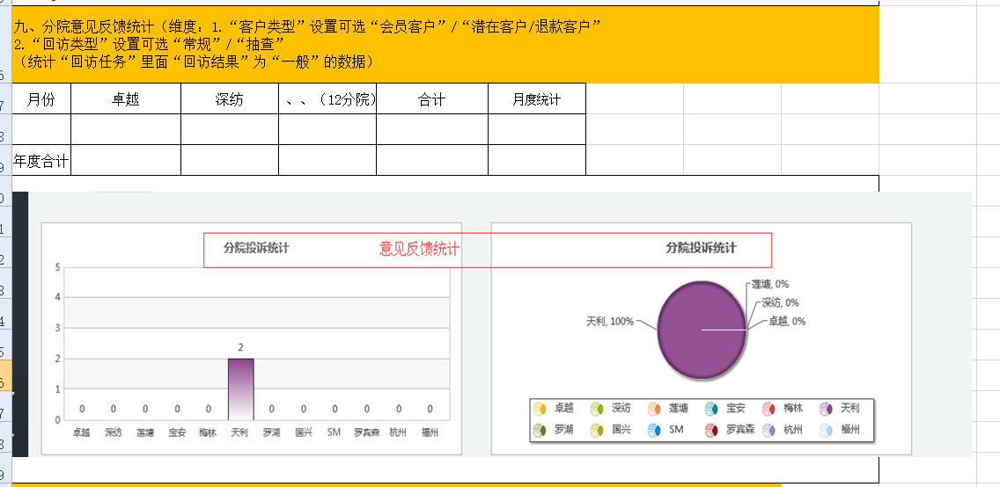 九、分院意见反馈统计（维度：1.“客户类型”设置可选“会员客户”/“潜在客户/退款客户”
2.“回访类型”设置可选“常规”/“抽查”
（统计“回访任务”里面“回访结果”为“一般”的数据）
月份 卓越 深纺 、、（12分院） 合计 月度统计
年度合计
分院投诉统计 意见反馈统计 分院投诉统计
5
4
3
2
1
0
2
0 0 0 0 0 0 0 0 0 0 0
卓越 深纺 莲塘 宝安 梅林 天利 罗湖 国兴 SM 罗宾森 杭州 福州
莲塘, 0%
深纺, 0%
天利, 100% 卓越, 0%
卓越 深纺 莲塘 宝安 梅林 天利
罗湖 国兴 SM 罗宾森 杭州 福州